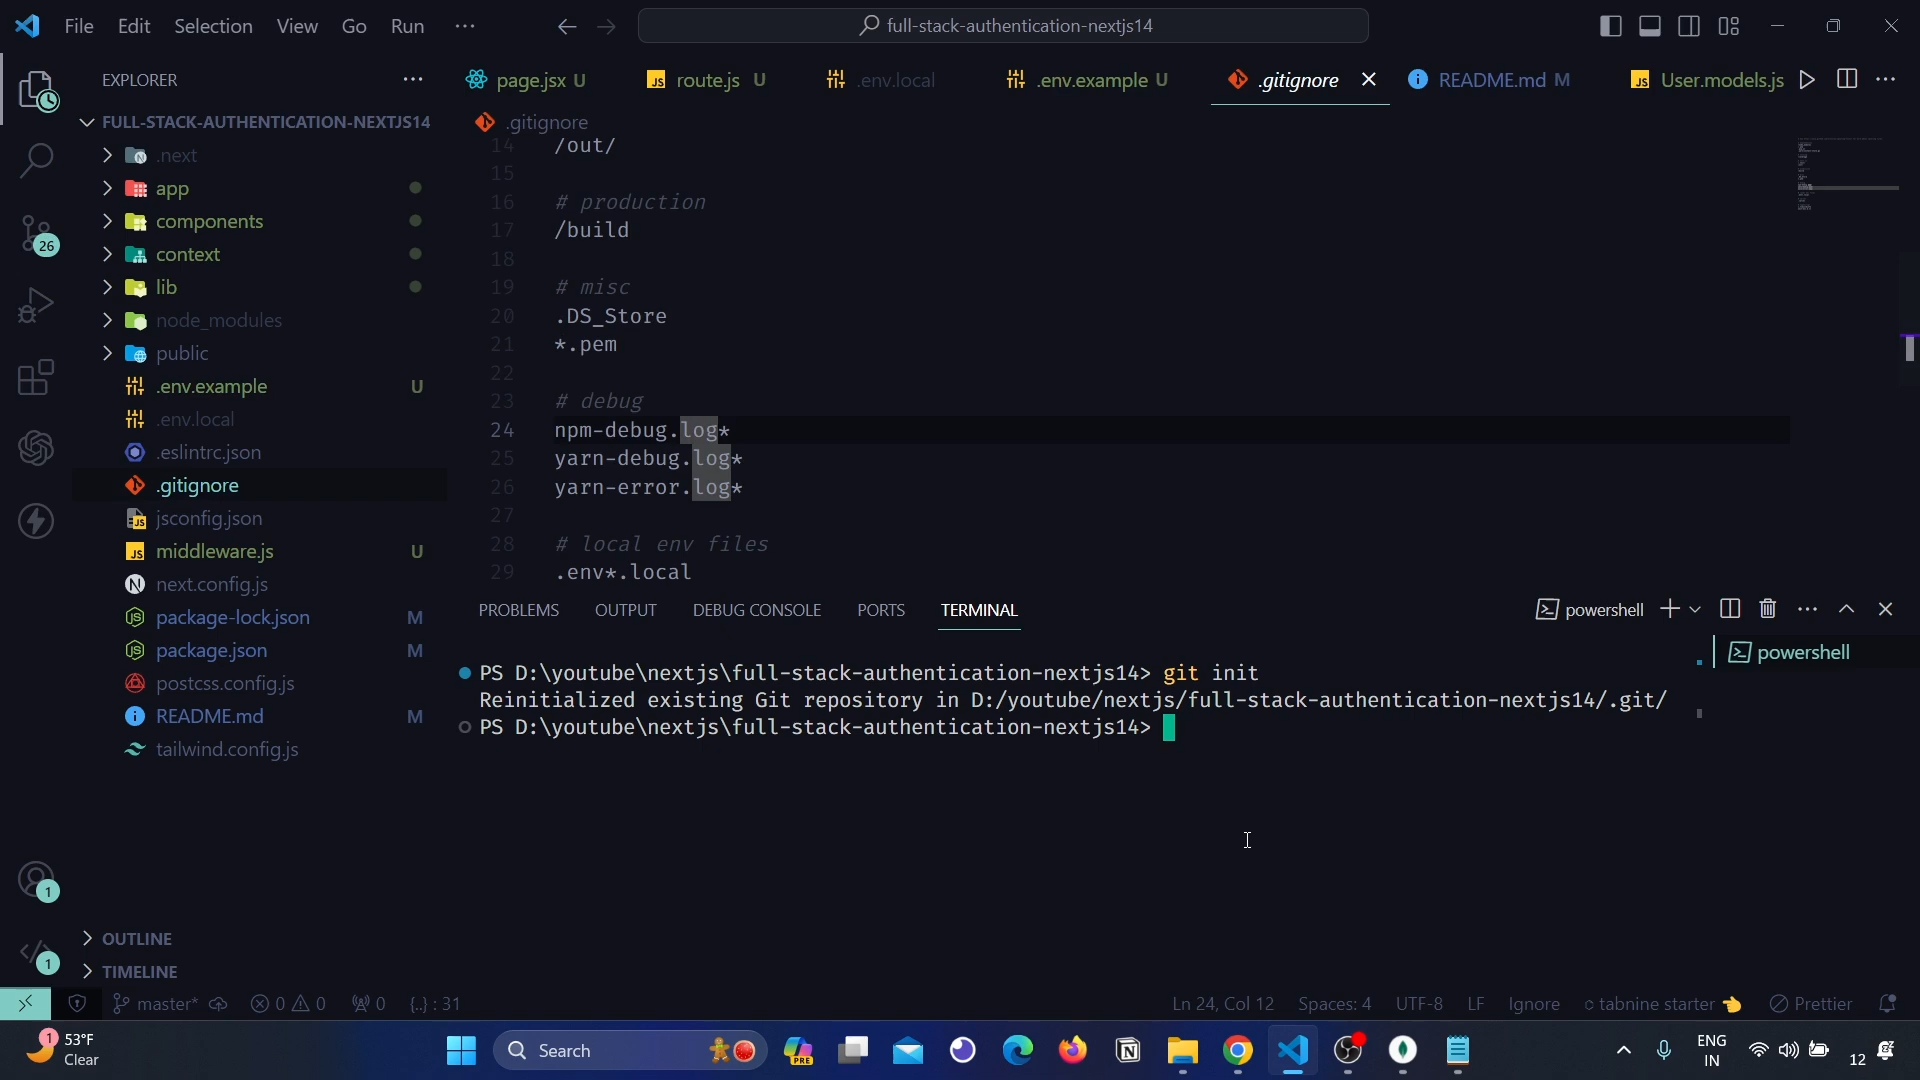 File Edit Selection View Go Run ...
full-stack-authentication-nextjs14
EXPLORER
page.jsx U
route.js U
.env.local
.env.example U
.gitignore
README.md M
User.models.js
FULL-STACK-AUTHENTICATION-NEXTJS14
.gitignore
.next
app
components
context
lib
node_modules
public
.env.example U
.env.local
.eslintrc.json
.gitignore
jsconfig.json
middleware.js U
next.config.js
package-lock.json M
package.json M
postcss.config.js
README.md M
tailwind.config.js
26
14 /out/
15
16 # production
17 /build
18
19 # misc
20 .DS_Store
21 *.pem
22
23 # debug
24 npm-debug.log*
25 yarn-debug.log*
26 yarn-error.log*
27
28 # local env files
29 .env*.local
PROBLEMS OUTPUT DEBUG CONSOLE PORTS TERMINAL
powershell
powershell
PS D:\youtube\nextjs\full-stack-authentication-nextjs14> git init
Reinitialized existing Git repository in D:/youtube/nextjs/full-stack-authentication-nextjs14/.git/
PS D:\youtube\nextjs\full-stack-authentication-nextjs14>
1
1
OUTLINE
TIMELINE
master* 0 0 0 {..} : 31
Ln 24, Col 12 Spaces: 4 UTF-8 LF Ignore tabnine starter Prettier
1
53°F
Clear
Search
PRE
ENG
IN
12